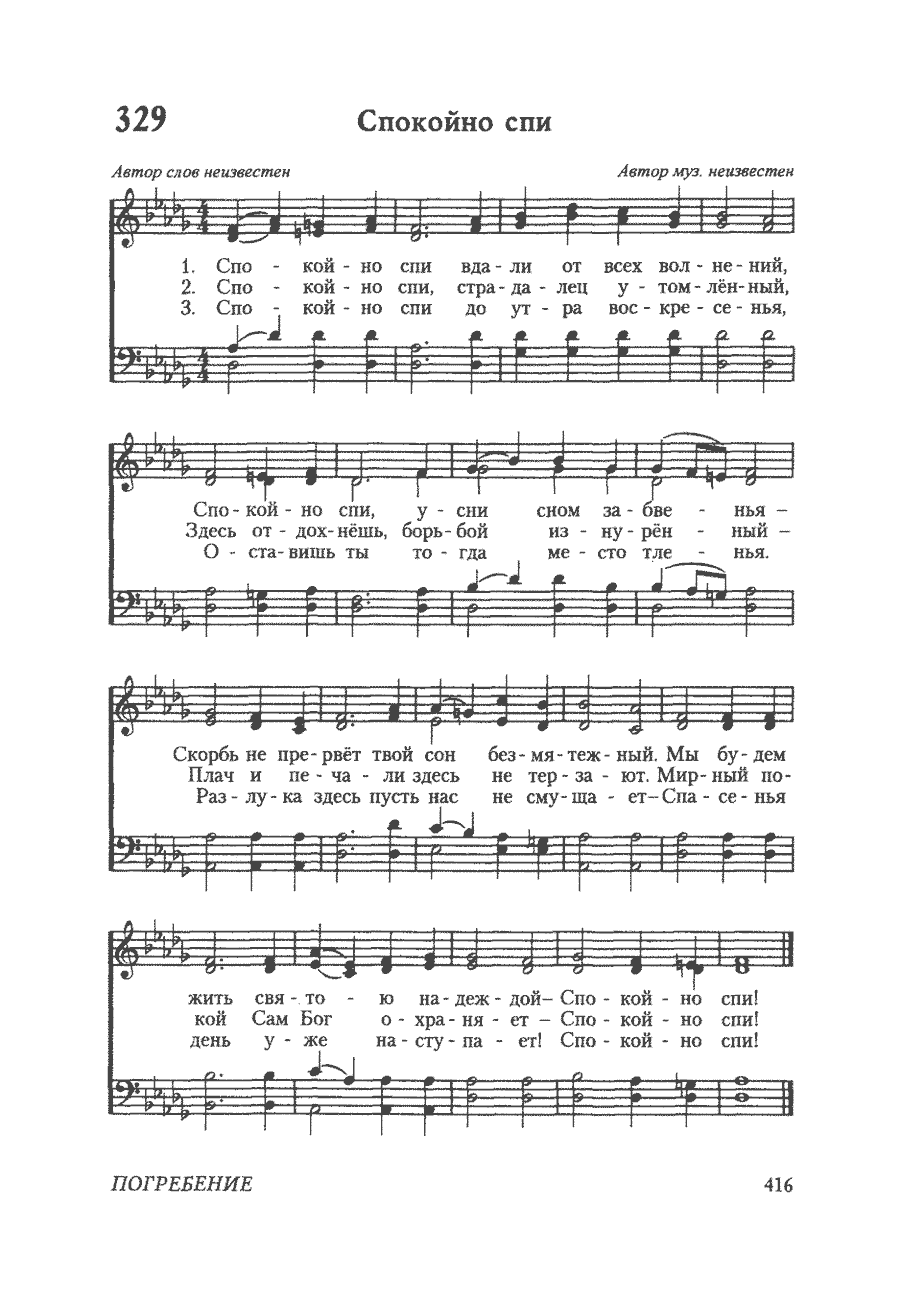 329
Спокойно спи
Автор слов неизвестен
Автор муз. неизвестен
1. Спо - кой - но спи вда - ли от всех вол - не - ний,
2. Спо - кой - но спи, стра - да - лец у - том - лён - ный,
3. Спо - кой - но спи до ут - ра вос - кре - се - нья,
Спо - кой - но спи, у - сни сном за - бве - нья –
Здесь от - дох - нёшь, борь - бой из - ну - рён - ный –
О - ста - вишь ты то - гда ме - сто тле - нья.
Скорбь не пре - рвёт твой сон без - мя - теж - ный. Мы бу - дем
Плач и пе - ча - ли здесь не тер - за - ют. Мир - ный по -
Раз - лу - ка здесь пусть нас не сму - ща - ет – Спа - се - нья
жить свя - то - ю на - деж - дой – Спо - кой - но спи!
кой Сам Бог о - хра - ня - ет – Спо - кой - но спи!
день у - же на - сту - па - ет! Спо - кой - но спи!
ПОГРЕБЕНИЕ
416